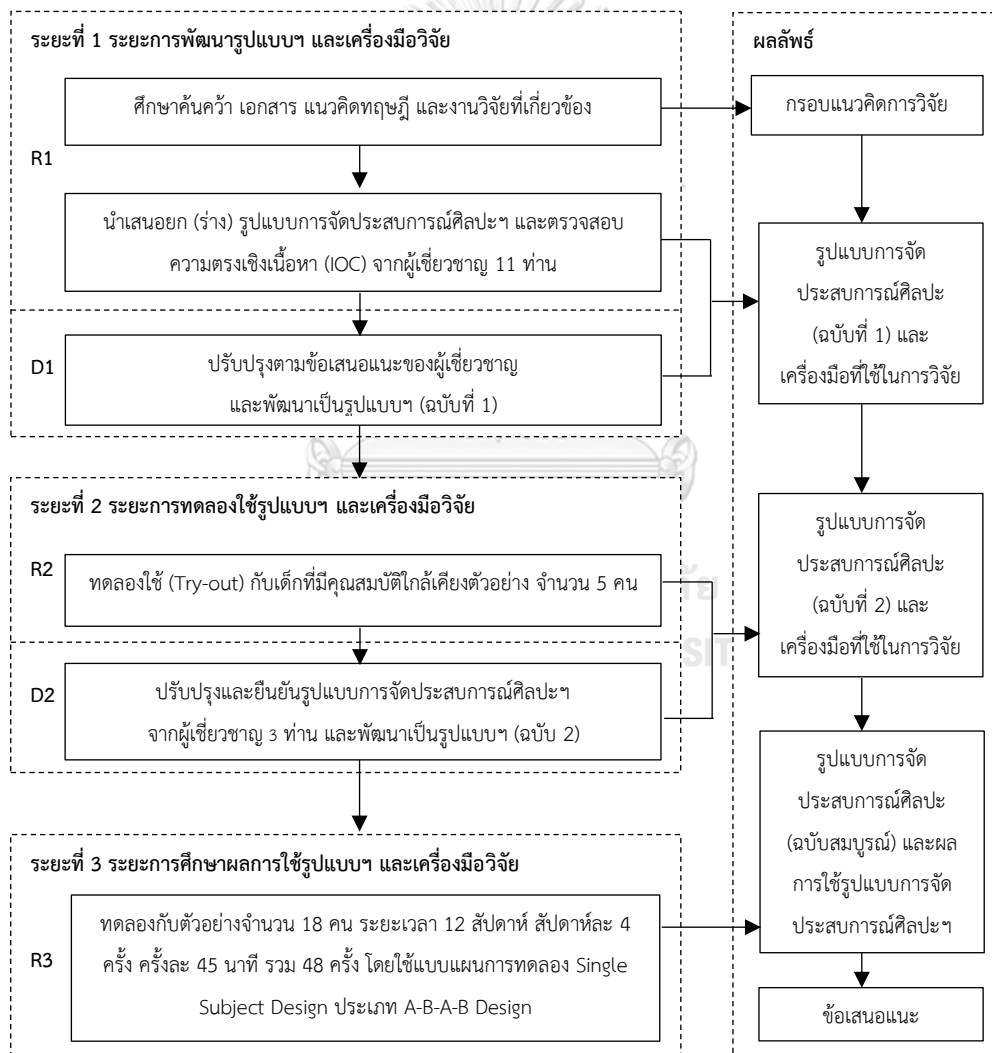 ระยะที่ 1 ระยะการพัฒนารูปแบบฯ และเครื่องมือวิจัย
R1
ศึกษาค้นคว้า เอกสาร แนวคิดทฤษฎี และงานวิจัยที่เกี่ยวข้อง
นำเสนอยก (ร่าง) รูปแบบการจัดประสบการณ์ศิลปะฯ และตรวจสอบ
ความตรงเชิงเนื้อหา (IOC) จากผู้เชี่ยวชาญ 11 ท่าน
D1
ปรับปรุงตามข้อเสนอแนะของผู้เชี่ยวชาญ
และพัฒนาเป็นรูปแบบฯ (ฉบับที่ 1)
ระยะที่ 2 ระยะการทดลองใช้รูปแบบฯ และเครื่องมือวิจัย
R2
ทดลองใช้ (Try-out) กับเด็กที่มีคุณสมบัติใกล้เคียงตัวอย่าง จำนวน 5 คน
D2
ปรับปรุงและยืนยันรูปแบบการจัดประสบการณ์ศิลปะฯ
จากผู้เชี่ยวชาญ 3 ท่าน และพัฒนาเป็นรูปแบบฯ (ฉบับ 2)
ระยะที่ 3 ระยะการศึกษาผลการใช้รูปแบบฯ และเครื่องมือวิจัย
R3
ทดลองกับตัวอย่างจำนวน 18 คน ระยะเวลา 12 สัปดาห์ สัปดาห์ละ 4
ครั้ง ครั้งละ 45 นาที รวม 48 ครั้ง โดยใช้แบบแผนการทดลอง Single
Subject Design ประเภท A-B-A-B Design
ผลลัพธ์
กรอบแนวคิดการวิจัย
รูปแบบการจัด
ประสบการณ์ศิลปะ
(ฉบับที่ 1) และ
เครื่องมือที่ใช้ในการวิจัย
รูปแบบการจัด
ประสบการณ์ศิลปะ
(ฉบับที่ 2) และ
เครื่องมือที่ใช้ในการวิจัย
รูปแบบการจัด
ประสบการณ์ศิลปะ
(ฉบับสมบูรณ์) และผล
การใช้รูปแบบการจัด
ประสบการณ์ศิลปะฯ
ข้อเสนอแนะ